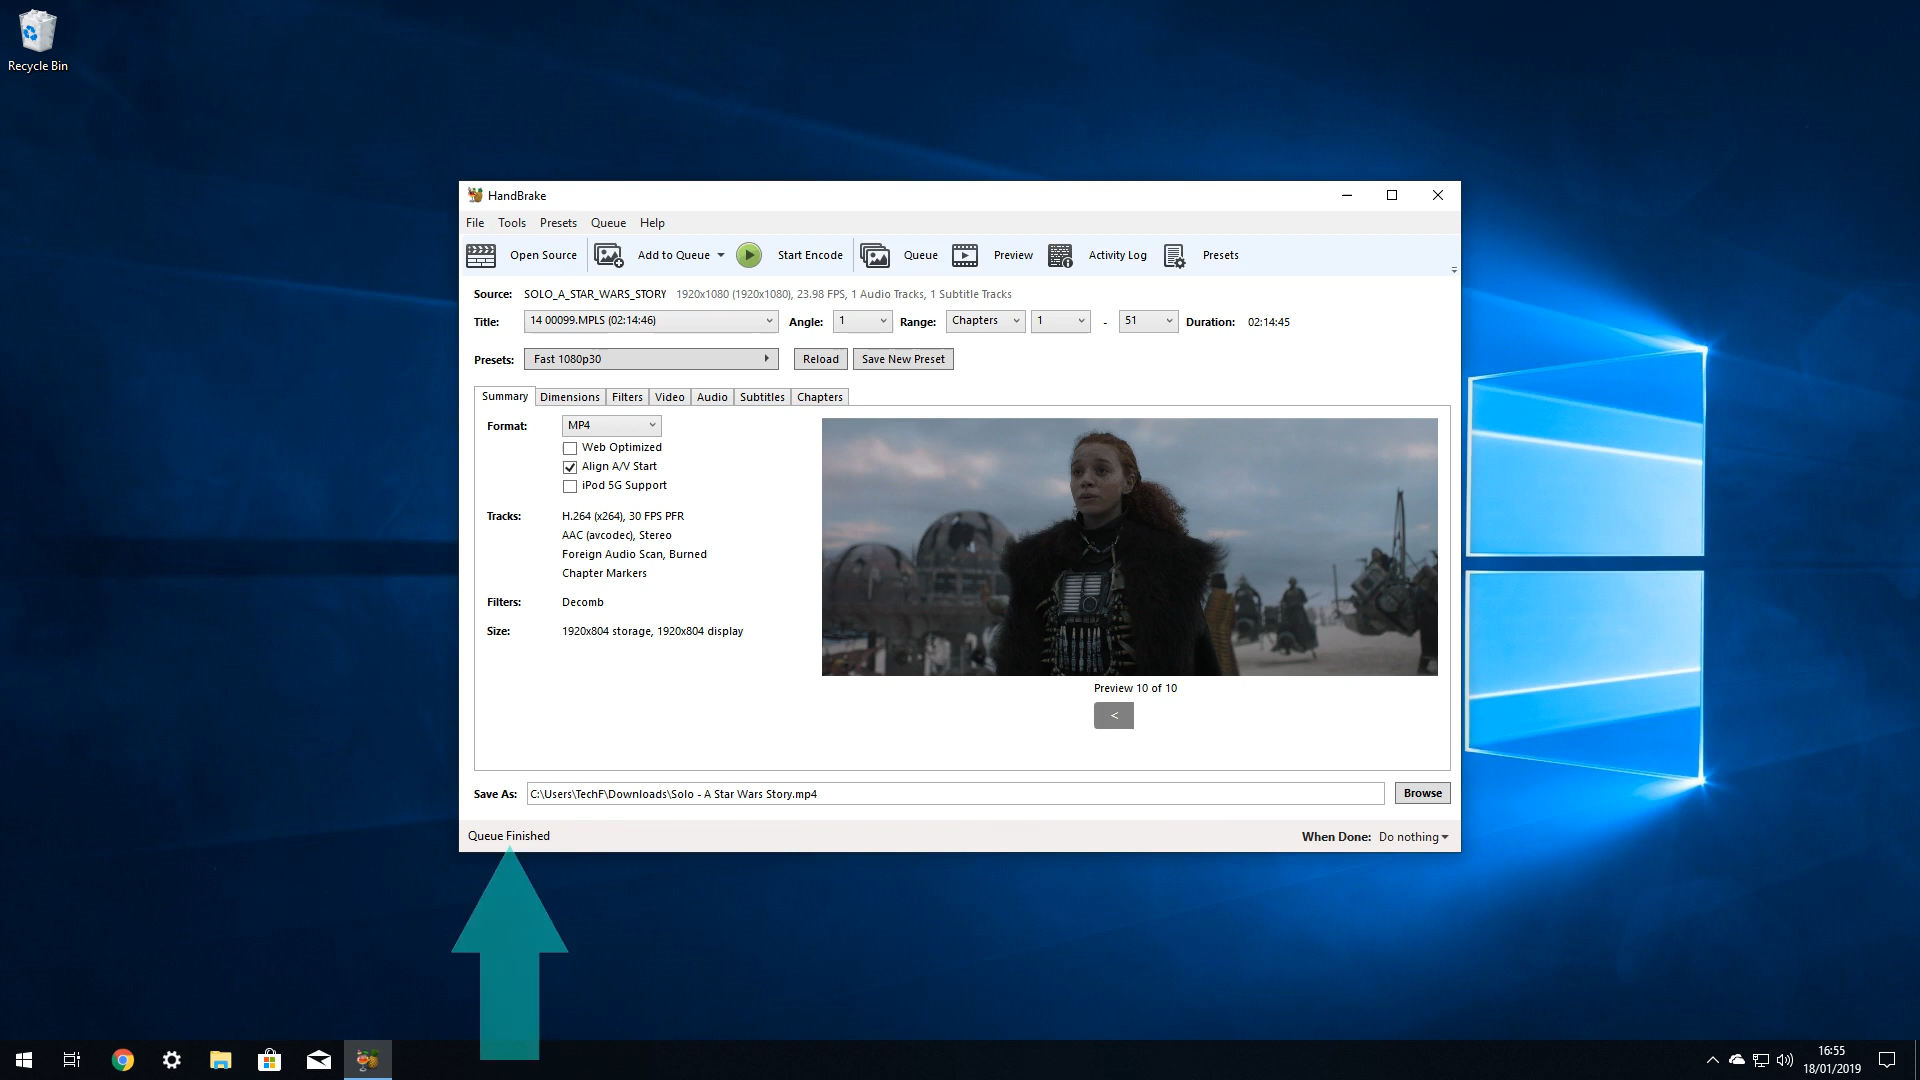 Recycle Bin
HandBrake
File Tools Presets Queue Help
Open Source Add to Queue Start Encode Queue Preview Activity Log Presets
Source: SOLO_A_STAR_WARS_STORY 1920x1080 (1920x1080), 23.98 FPS, 1 Audio Tracks, 1 Subtitle Tracks
Title: 14 00099.MPLS (02:14:46) Angle: 1 Range: Chapters 1 - 51 Duration: 02:14:45
Presets: Fast 1080p30 Reload Save New Preset
Summary Dimensions Filters Video Audio Subtitles Chapters
Format: MP4
Web Optimized
Align A/V Start
iPod 5G Support
Tracks: H.264 (x264), 30 FPS PFR
AAC (avcodec), Stereo
Foreign Audio Scan, Burned
Chapter Markers
Filters: Decomb
Size: 1920x804 storage, 1920x804 display
Preview 10 of 10
<
Save As: C:\Users\TechF\Downloads\Solo - A Star Wars Story.mp4 Browse
Queue Finished When Done: Do nothing
16:55
18/01/2019